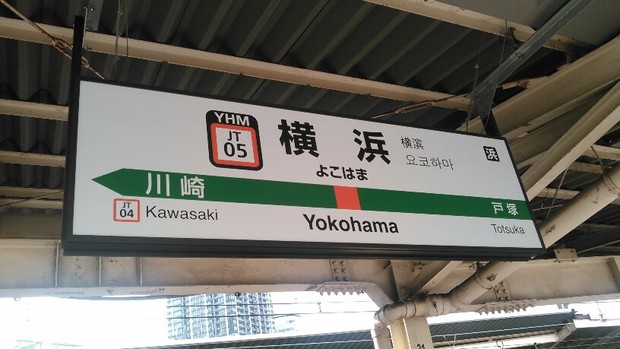 YHM
JT
05
横浜
横滨
요코하마
浜
よこはま
川崎
戸塚
JT
04
Kawasaki
Yokohama
Totsuka